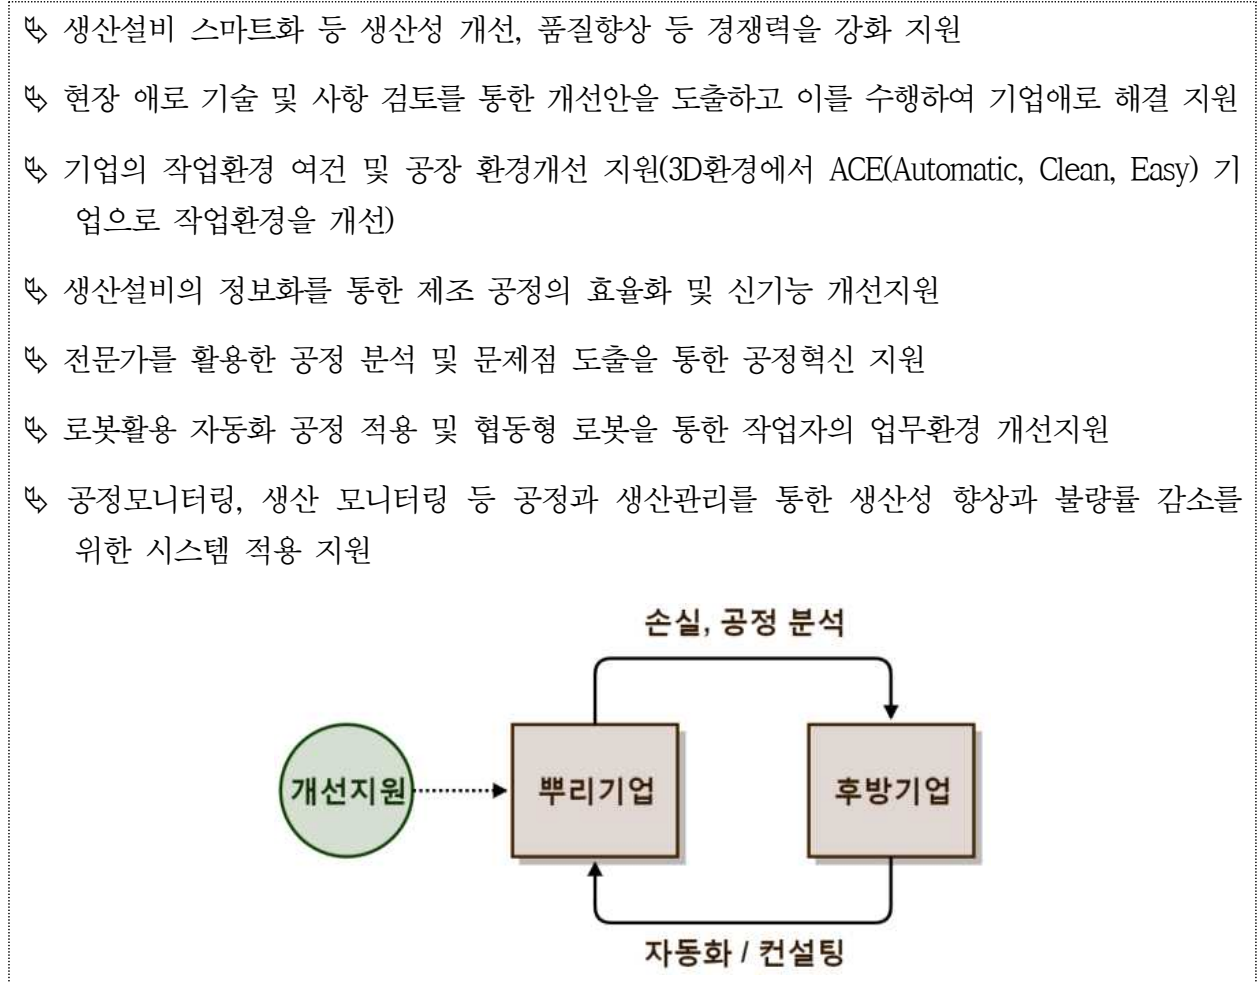 ↳ 생산설비 스마트화 등 생산성 개선, 품질향상 등 경쟁력을 강화 지원
↳ 현장 애로 기술 및 사항 검토를 통한 개선안을 도출하고 이를 수행하여 기업애로 해결 지원
↳ 기업의 작업환경 여건 및 공장 환경개선 지원(3D환경에서 ACE(Automatic, Clean, Easy) 기
업으로 작업환경을 개선)
↳ 생산설비의 정보화를 통한 제조 공정의 효율화 및 신기능 개선지원
↳ 전문가를 활용한 공정 분석 및 문제점 도출을 통한 공정혁신 지원
↳ 로봇활용 자동화 공정 적용 및 협동형 로봇을 통한 작업자의 업무환경 개선지원
↳ 공정모니터링, 생산 모니터링 등 공정과 생산관리를 통한 생산성 향상과 불량률 감소를
위한 시스템 적용 지원
손실, 공정 분석
개선지원
뿌리기업
후방기업
자동화 / 컨설팅